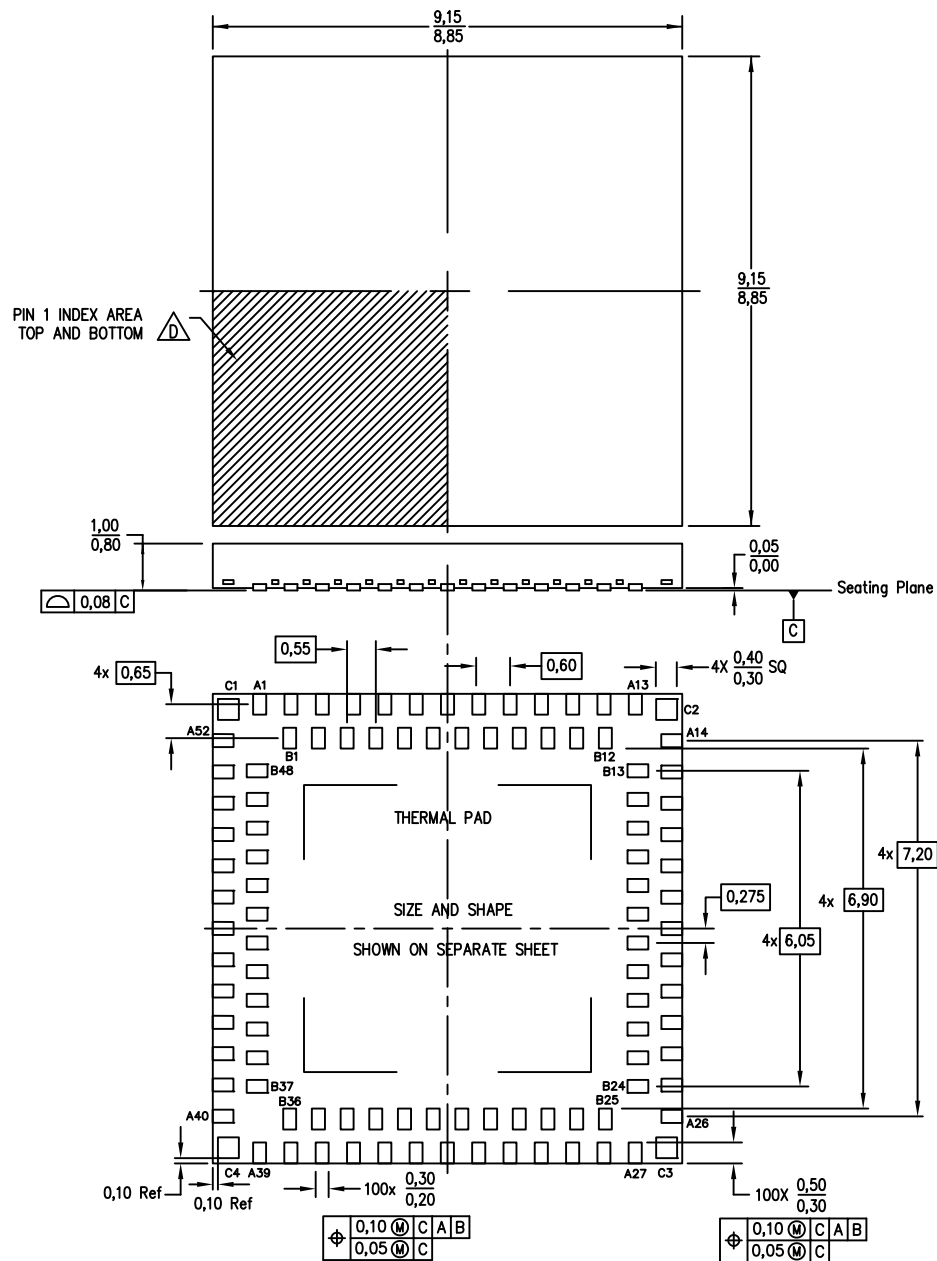 9,15
8,85
9,15
8,85
PIN 1 INDEX AREA
TOP AND BOTTOM
D
1,00
0,80
0,05
0,00
0,08 C
Seating Plane
C
0,55
0,60
4x 0,65
4X 0,40 SQ
0,30
C1
A1
A13
C2
A52
A14
B1
B12
B48
B13
THERMAL PAD
4x 7,20
0,275
4x 6,90
SIZE AND SHAPE
4x 6,05
SHOWN ON SEPARATE SHEET
B37
B24
B36
B25
A40
A26
C4
A39
A27
C3
0,10 Ref
0,10 Ref
100x 0,30
0,20
100X 0,50
0,30
⌖ 0,10 Ⓜ C A B
0,05 Ⓜ C
⌖ 0,10 Ⓜ C A B
0,05 Ⓜ C